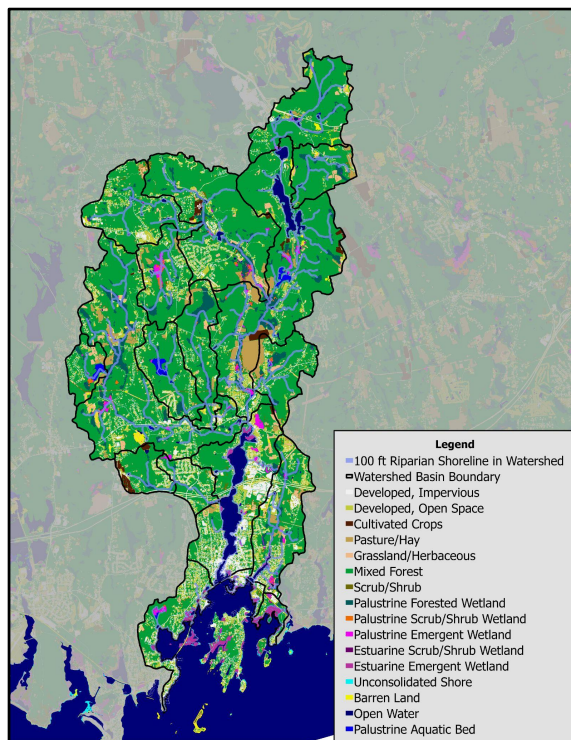 Legend
100 ft Riparian Shoreline in Watershed
Watershed Basin Boundary
Developed, Impervious
Developed, Open Space
Cultivated Crops
Pasture/Hay
Grassland/Herbaceous
Mixed Forest
Scrub/Shrub
Palustrine Forested Wetland
Palustrine Scrub/Shrub Wetland
Palustrine Emergent Wetland
Estuarine Scrub/Shrub Wetland
Estuarine Emergent Wetland
Unconsolidated Shore
Barren Land
Open Water
Palustrine Aquatic Bed